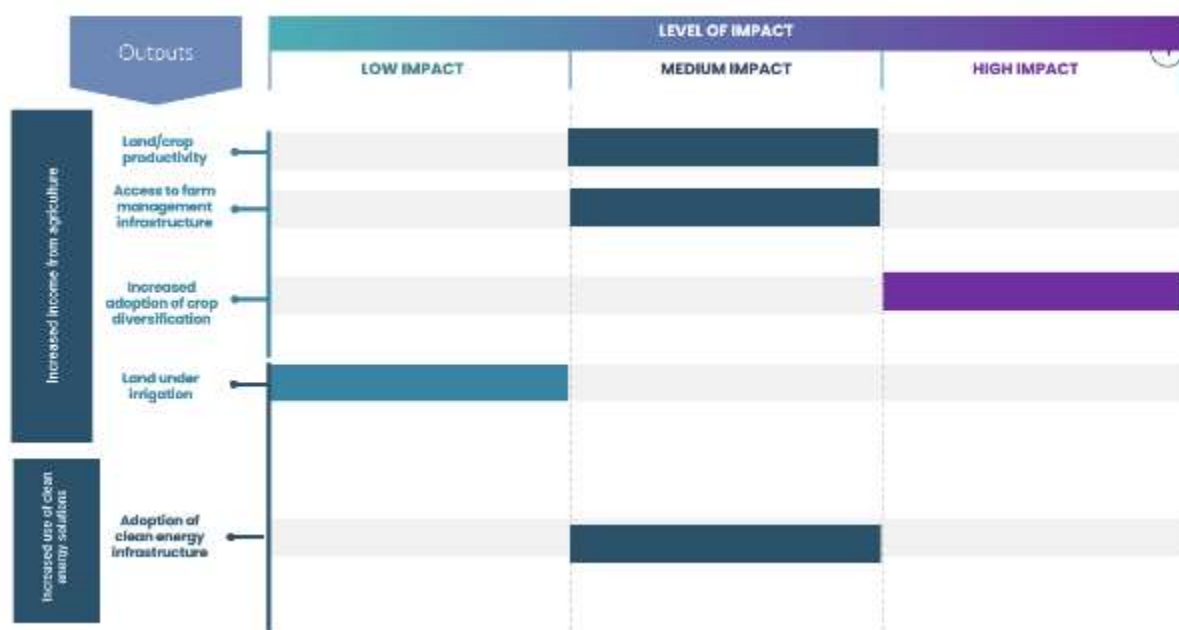 Outputs
LEVEL OF IMPACT
LOW IMPACT
MEDIUM IMPACT
HIGH IMPACT
Increased income from agriculture
Land/crop
productivity
Access to farm
management
infrastructure
Increased
adoption of crop
diversification
Land under
irrigation
Increased use of clean
energy solutions
Adoption of
clean energy
infrastructure